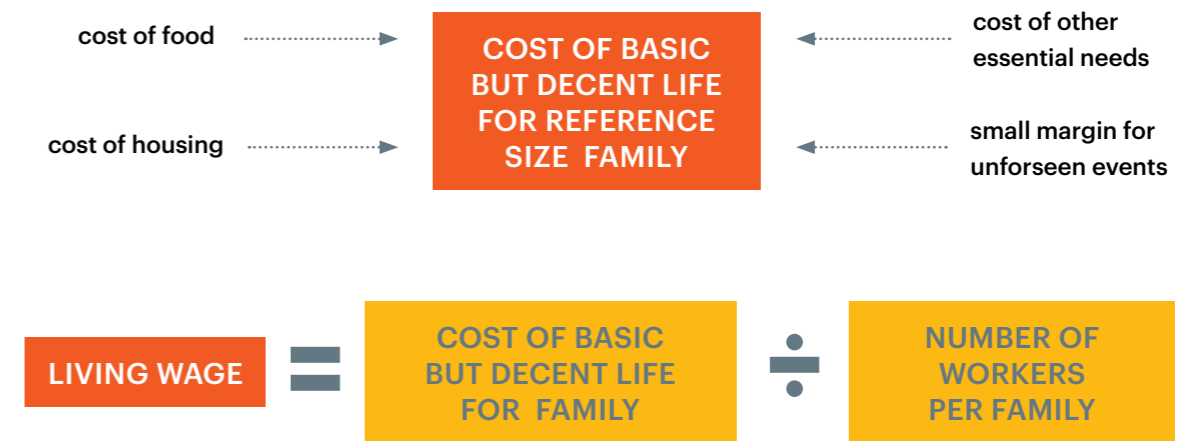 cost of food
cost of housing
COST OF BASIC
BUT DECENT LIFE
FOR REFERENCE
SIZE FAMILY
cost of other
essential needs
small margin for
unforseen events
LIVING WAGE
=
COST OF BASIC
BUT DECENT LIFE
FOR FAMILY
÷
NUMBER OF
WORKERS
PER FAMILY